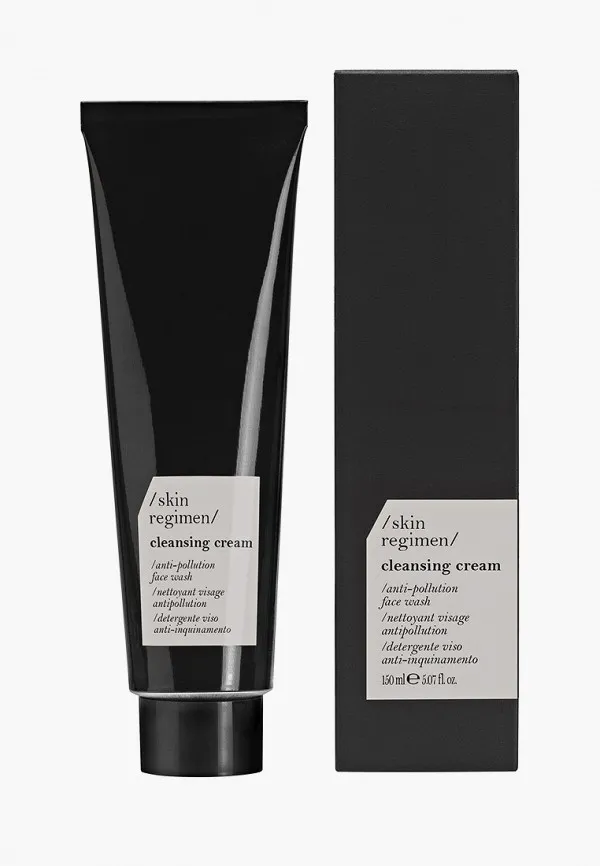 /skin
regimen/
cleansing cream
/anti-pollution
face wash
/nettoyant visage
antipollution
/detergente viso
anti-inquinamento
/skin
regimen/
cleansing cream
/anti-pollution
face wash
/nettoyant visage
antipollution
/detergente viso
anti-inquinamento
150 ml ℮ 5.07 fl. oz.